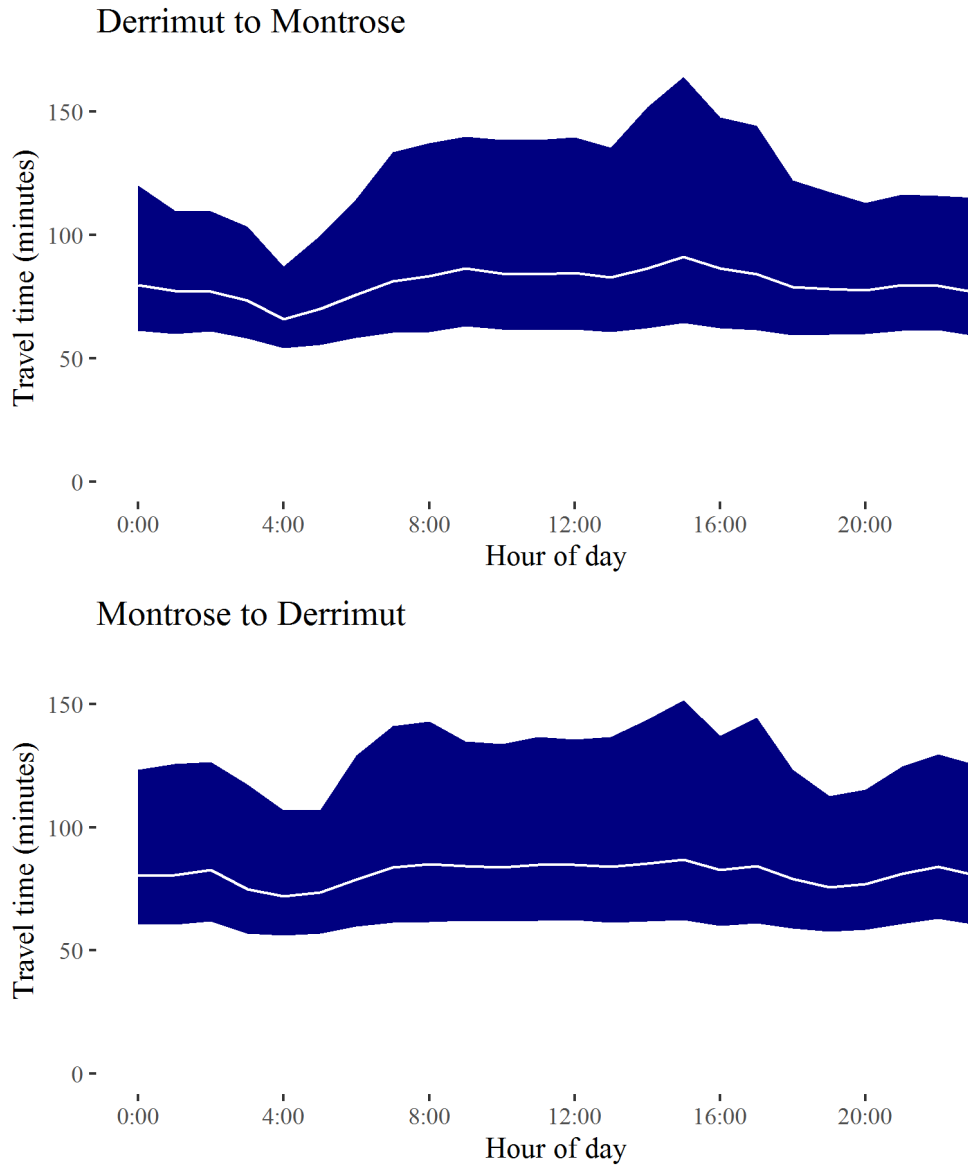 Derrimut to Montrose
150
100
50
0
Travel time (minutes)
0:00 4:00 8:00 12:00 16:00 20:00
Hour of day
Montrose to Derrimut
150
100
50
0
Travel time (minutes)
0:00 4:00 8:00 12:00 16:00 20:00
Hour of day